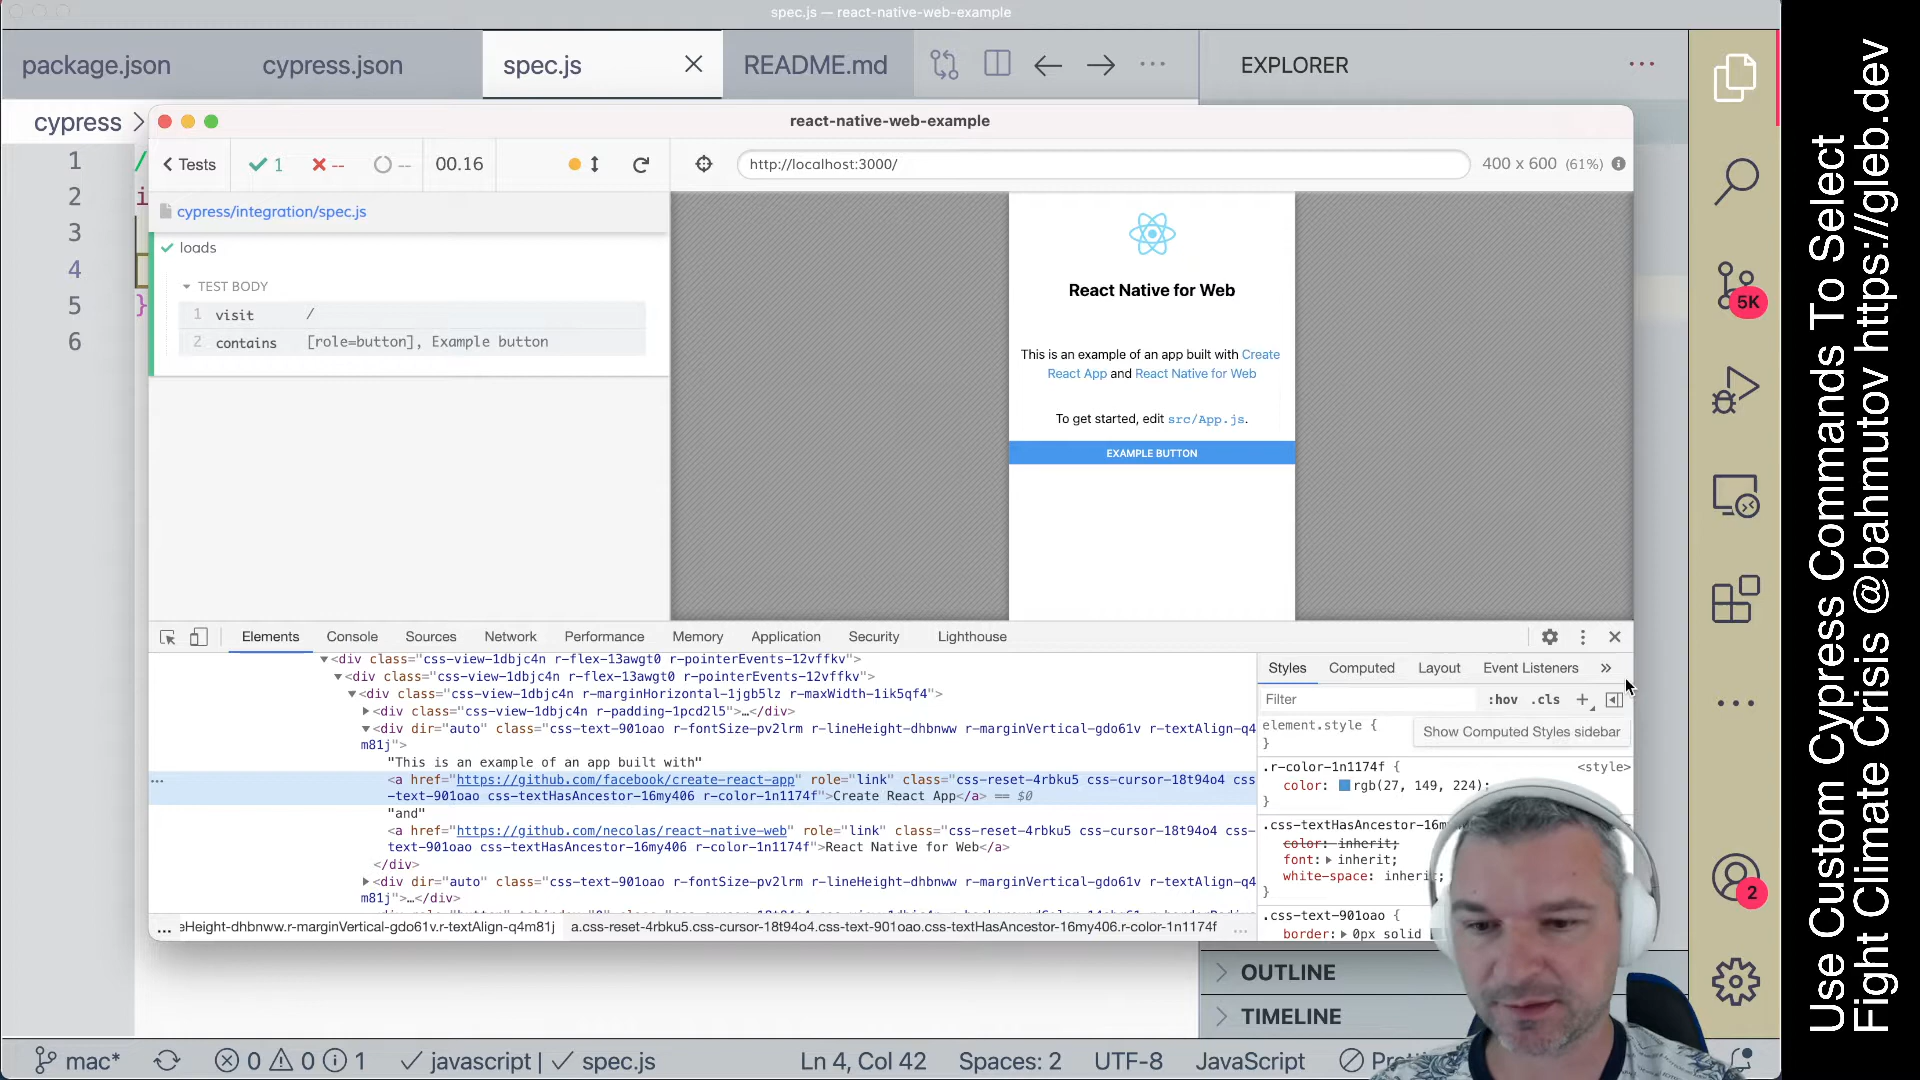 spec.js — react-native-web-example
package.json
cypress.json
spec.js
README.md
EXPLORER
cypress
1
2
3
4
5
6
/
i
}
react-native-web-example
Tests
1
--
--
00.16
http://localhost:3000/
400 x 600 (61%)
cypress/integration/spec.js
loads
TEST BODY
1 visit /
2 contains [role=button], Example button
React Native for Web
This is an example of an app built with Create
React App and React Native for Web
To get started, edit src/App.js.
EXAMPLE BUTTON
Elements Console Sources Network Performance Memory Application Security Lighthouse
<div class="css-view-1dbjc4n r-flex-13awgt0 r-pointerEvents-12vffkv">
<div class="css-view-1dbjc4n r-flex-13awgt0 r-pointerEvents-12vffkv">
<div class="css-view-1dbjc4n r-marginHorizontal-1jgb5lz r-maxWidth-1ik5qf4">
<div class="css-view-1dbjc4n r-padding-1pcd2l5">…</div>
<div dir="auto" class="css-text-901oao r-fontSize-pv2lrm r-lineHeight-dhbnww r-marginVertical-gdo61v r-textAlign-q4
m81j">
"This is an example of an app built with"
<a href="https://github.com/facebook/create-react-app" role="link" class="css-reset-4rbku5 css-cursor-18t94o4 css
-text-901oao css-textHasAncestor-16my406 r-color-1n1174f">Create React App</a> == $0
"and"
<a href="https://github.com/necolas/react-native-web" role="link" class="css-reset-4rbku5 css-cursor-18t94o4 css-
text-901oao css-textHasAncestor-16my406 r-color-1n1174f">React Native for Web</a>
</div>
<div dir="auto" class="css-text-901oao r-fontSize-pv2lrm r-lineHeight-dhbnww r-marginVertical-gdo61v r-textAlign-q4
m81j">…</div>
... eHeight-dhbnww.r-marginVertical-gdo61v.r-textAlign-q4m81j a.css-reset-4rbku5.css-cursor-18t94o4.css-text-901oao.css-textHasAncestor-16my406.r-color-1n1174f ...
Styles Computed Layout Event Listeners
Filter :hov .cls +
element.style {
}
Show Computed Styles sidebar
.r-color-1n1174f { <style>
color: rgb(27, 149, 224);
}
.css-textHasAncestor-16m
color: inherit;
font: inherit;
white-space: inherit;
}
.css-text-901oao {
border: 0px solid
OUTLINE
TIMELINE
5K
2
mac* 0 0 1 javascript | spec.js Ln 4, Col 42 Spaces: 2 UTF-8 JavaScript
Use Custom Cypress Commands To Select
Fight Climate Crisis @bahmutov https://gleb.dev